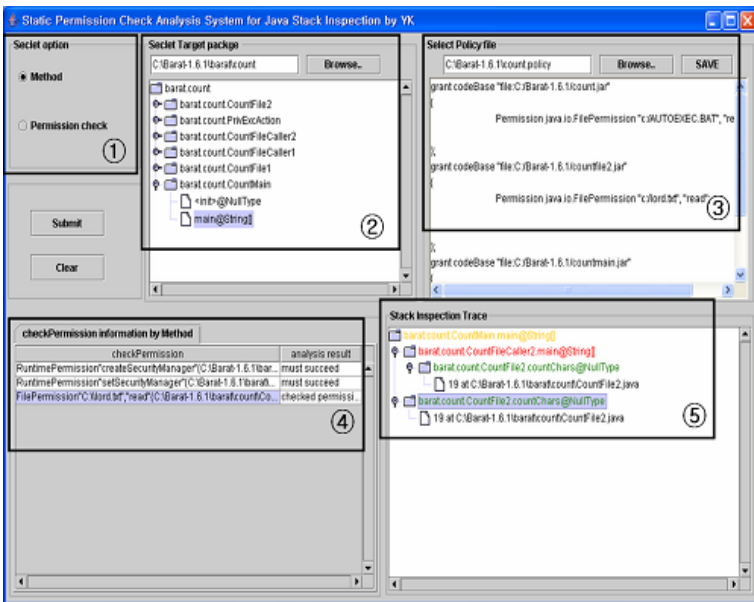 Static Permission Check Analysis System for Java Stack Inspection by YK
Seclet option
Method
Permission check
①
Submit
Clear
Seclet Target packge
C:\Barat-1.6.1\barat\count
Browse..
barat.count
barat.count.CountFile2
barat.count.PrivExcAction
barat.count.CountFileCaller2
barat.count.CountFileCaller1
barat.count.CountFile1
barat.count.CountMain
<init>@NullType
main@String[]
②
Select Policy file
C:\Barat-1.6.1\count.policy
Browse..
SAVE
grant codeBase "file:C:/Barat-1.6.1/count.jar"
{
Permission java.io.FilePermission "c:/AUTOEXEC.BAT", "re
};
grant codeBase "file:C:/Barat-1.6.1/countfile2.jar"
{
Permission java.io.FilePermission "c:/lord.txt", "read";
③
};
grant codeBase "file:C:/Barat-1.6.1/countmain.jar"
{
checkPermission information by Method
checkPermission analysis result
RuntimePermission"createSecurityManager"(C:\Barat-1.6.1\bar... must succeed
RuntimePermission"setSecurityManager"(C:\Barat-1.6.1\barat\... must succeed
FilePermission"C:\lord.txt","read"(C:\Barat-1.6.1\barat\count\Co... checked permissi...
④
Stack Inspection Trace
barat.count.CountMain.main@String[]
barat.count.CountFileCaller2.main@String[]
barat.count.CountFile2.countChars@NullType
19 at C:\Barat-1.6.1\barat\count\CountFile2.java
barat.count.CountFile2.countChars@NullType
19 at C:\Barat-1.6.1\barat\count\CountFile2.java
⑤